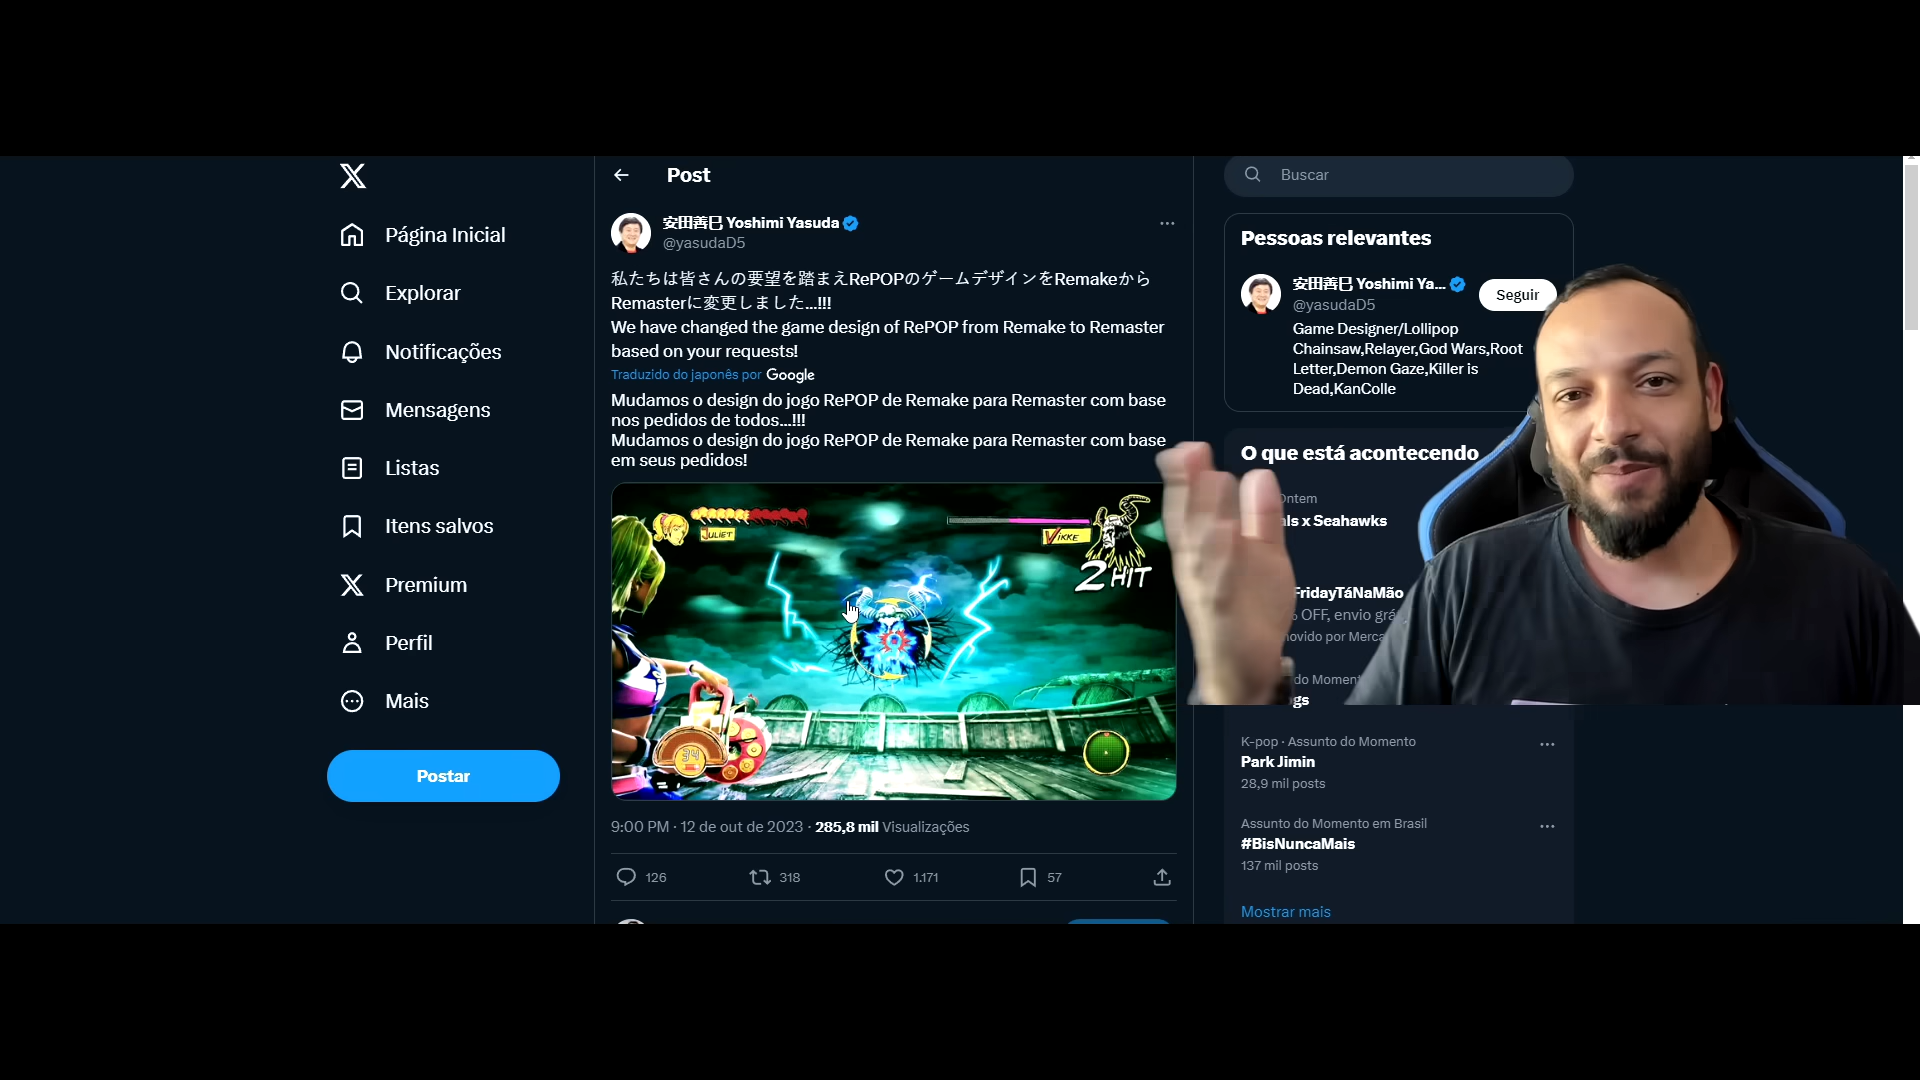 Página Inicial
Explorar
Notificações
Mensagens
Listas
Itens salvos
Premium
Perfil
Mais
Postar
Post
安田善巳 Yoshimi Yasuda
@yasudaD5
私たちは皆さんの要望を踏まえRePOPのゲームデザインをRemakeから
Remasterに変更しました...!!!
We have changed the game design of RePOP from Remake to Remaster
based on your requests!
Traduzido do japonês por Google
Mudamos o design do jogo RePOP de Remake para Remaster com base
nos pedidos de todos...!!!
Mudamos o design do jogo RePOP de Remake para Remaster com base
em seus pedidos!
JULIET
VIKKE
2 HIT
34
9:00 PM · 12 de out de 2023 · 285,8 mil Visualizações
126 318 1.171 57
Buscar
Pessoas relevantes
安田善巳 Yoshimi Ya...
@yasudaD5
Seguir
Game Designer/Lollipop
Chainsaw,Relayer,God Wars,Root
Letter,Demon Gaze,Killer is
Dead,KanColle
O que está acontecendo
Ontem
x Seahawks
FridayTáNaMão
OFF, envio
por
do
K-pop · Assunto do Momento
Park Jimin
28,9 mil posts
Assunto do Momento em Brasil
#BisNuncaMais
137 mil posts
Mostrar mais